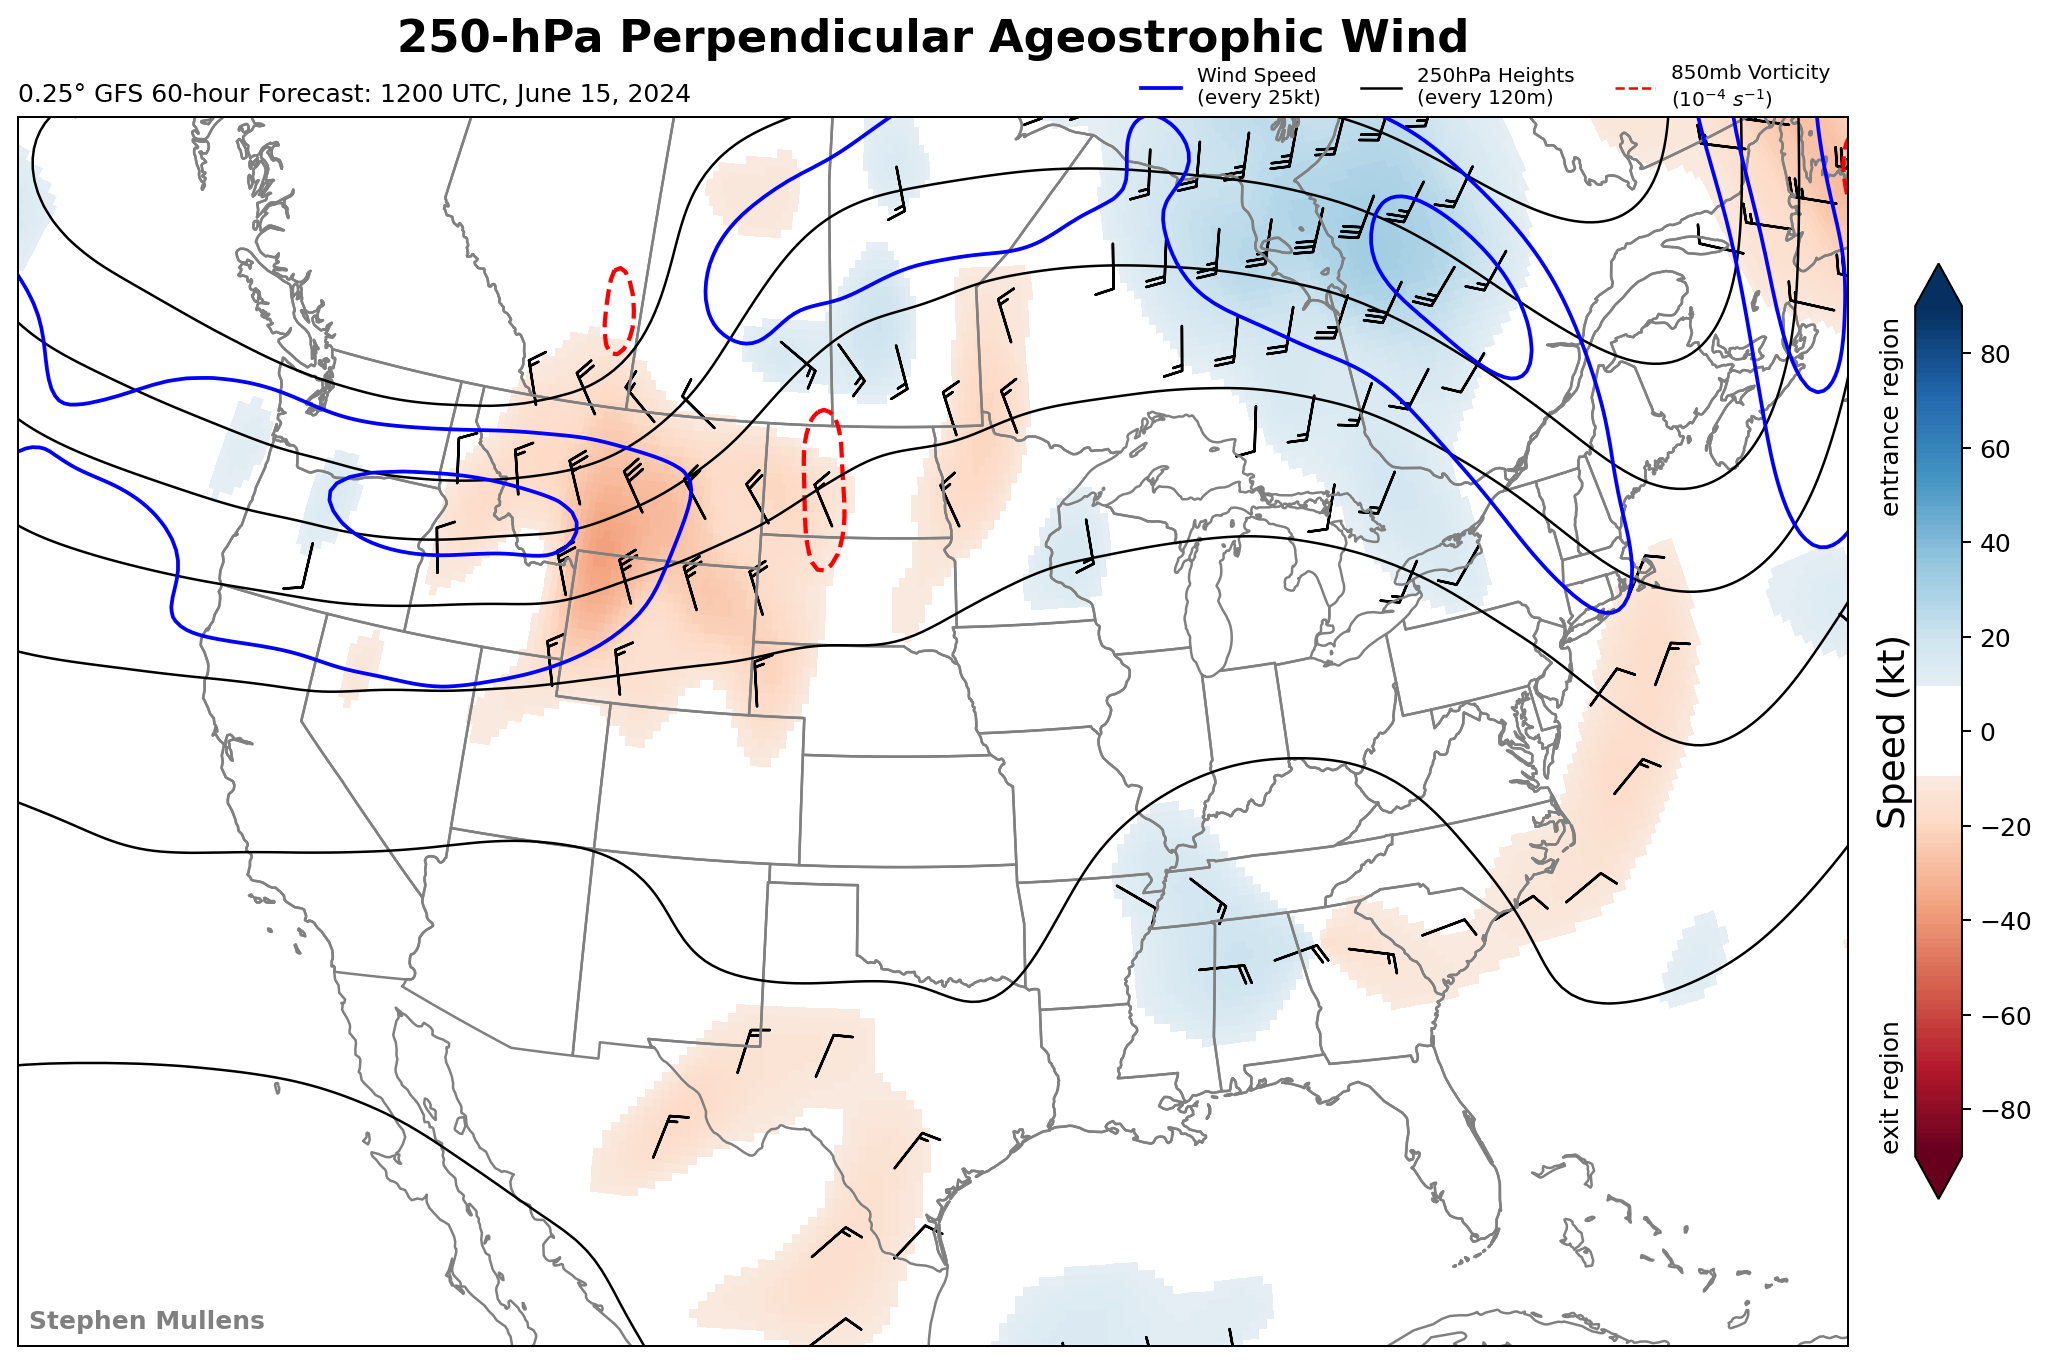 250-hPa Perpendicular Ageostrophic Wind
0.25° GFS 60-hour Forecast: 1200 UTC, June 15, 2024
Wind Speed
(every 25kt)
250hPa Heights
(every 120m)
850mb Vorticity
(10⁻⁴ s⁻¹)
entrance region
Speed (kt)
exit region
80
60
40
20
0
−20
−40
−60
−80
Stephen Mullens